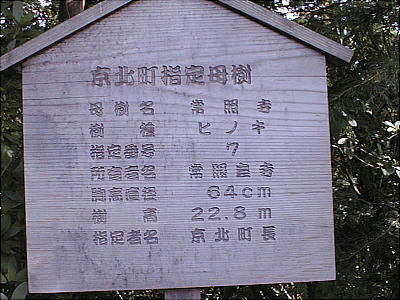 京北町指定母樹
母樹名 常照寺
樹種 ヒノキ
指定番号 7
所有者名 常照皇寺
胸高直径 64cm
樹高 22.8m
指定者名 京北町長